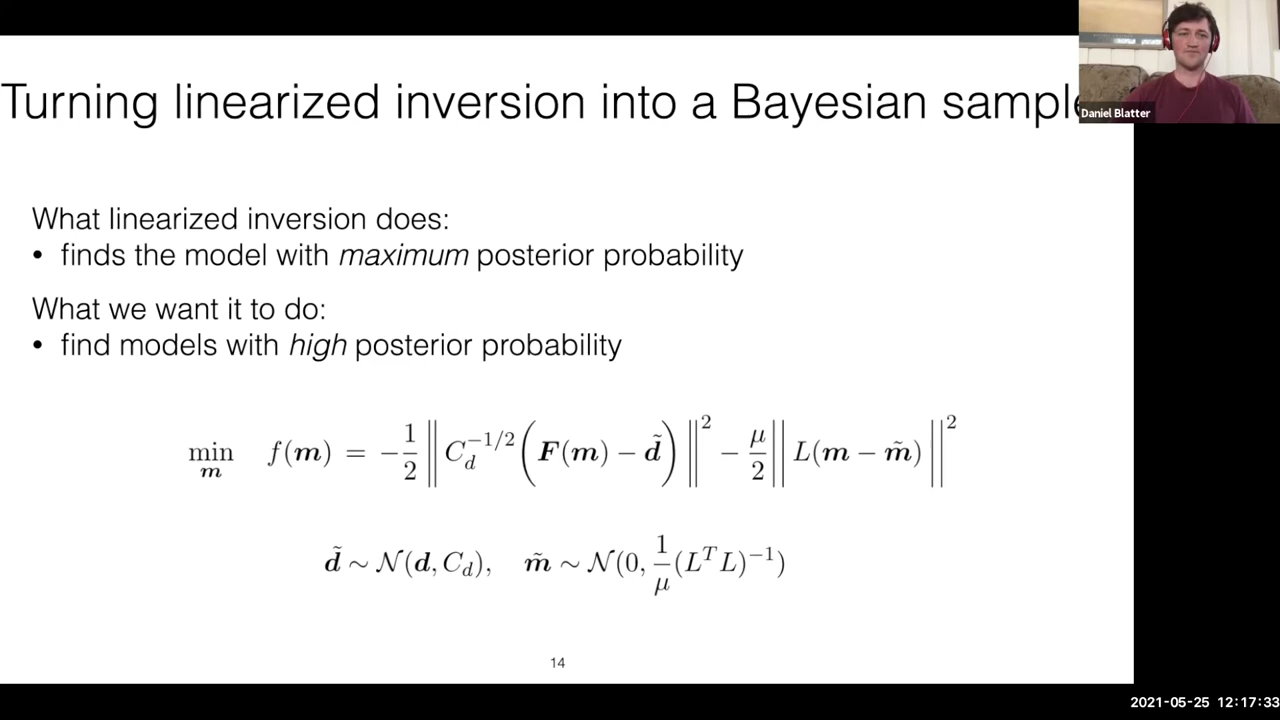 Turning linearized inversion into a Bayesian sample
Daniel Blatter
What linearized inversion does:
• finds the model with maximum posterior probability
What we want it to do:
• find models with high posterior probability
min_m f(m) = −1/2 ‖ C_d^{−1/2} ( F(m) − d̃ ) ‖² − μ/2 ‖ L(m − m̃) ‖²
d̃ ∼ N(d, C_d), m̃ ∼ N(0, 1/μ (L^T L)^{−1})
14
2021-05-25 12:17:33